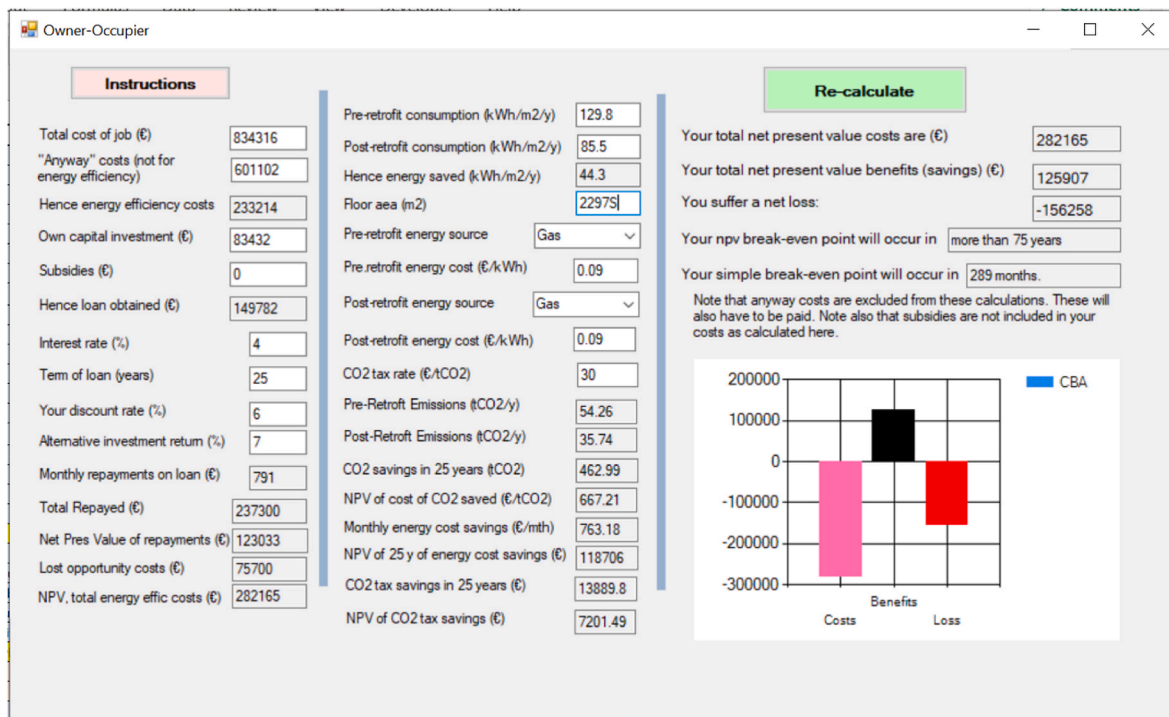 Owner-Occupier
Instructions
Total cost of job (€) 834316
"Anyway" costs (not for
energy efficiency) 601102
Hence energy efficiency costs 233214
Own capital investment (€) 83432
Subsidies (€) 0
Hence loan obtained (€) 149782
Interest rate (%) 4
Term of loan (years) 25
Your discount rate (%) 6
Alternative investment return (%) 7
Monthly repayments on loan (€) 791
Total Repayed (€) 237300
Net Pres Value of repayments (€) 123033
Lost opportunity costs (€) 75700
NPV, total energy effic costs (€) 282165
Pre-retrofit consumption (kWh/m2/y) 129.8
Post-retrofit consumption (kWh/m2/y) 85.5
Hence energy saved (kWh/m2/y) 44.3
Floor aea (m2) 2297S
Pre-retrofit energy source Gas
Pre.retrofit energy cost (€/kWh) 0.09
Post-retrofit energy source Gas
Post-retrofit energy cost (€/kWh) 0.09
CO2 tax rate (€/tCO2) 30
Pre-Retroft Emissions (tCO2/y) 54.26
Post-Retroft Emissions (tCO2/y) 35.74
CO2 savings in 25 years (tCO2) 462.99
NPV of cost of CO2 saved (€/tCO2) 667.21
Monthly energy cost savings (€/mth) 763.18
NPV of 25 y of energy cost savings (€) 118706
CO2 tax savings in 25 years (€) 13889.8
NPV of CO2 tax savings (€) 7201.49
Re-calculate
Your total net present value costs are (€) 282165
Your total net present value benefits (savings) (€) 125907
You suffer a net loss: -156258
Your npv break-even point will occur in more than 75 years
Your simple break-even point will occur in 289 months.
Note that anyway costs are excluded from these calculations. These will
also have to be paid. Note also that subsidies are not included in your
costs as calculated here.
200000
100000
0
-100000
-200000
-300000
Benefits
Costs Loss
CBA